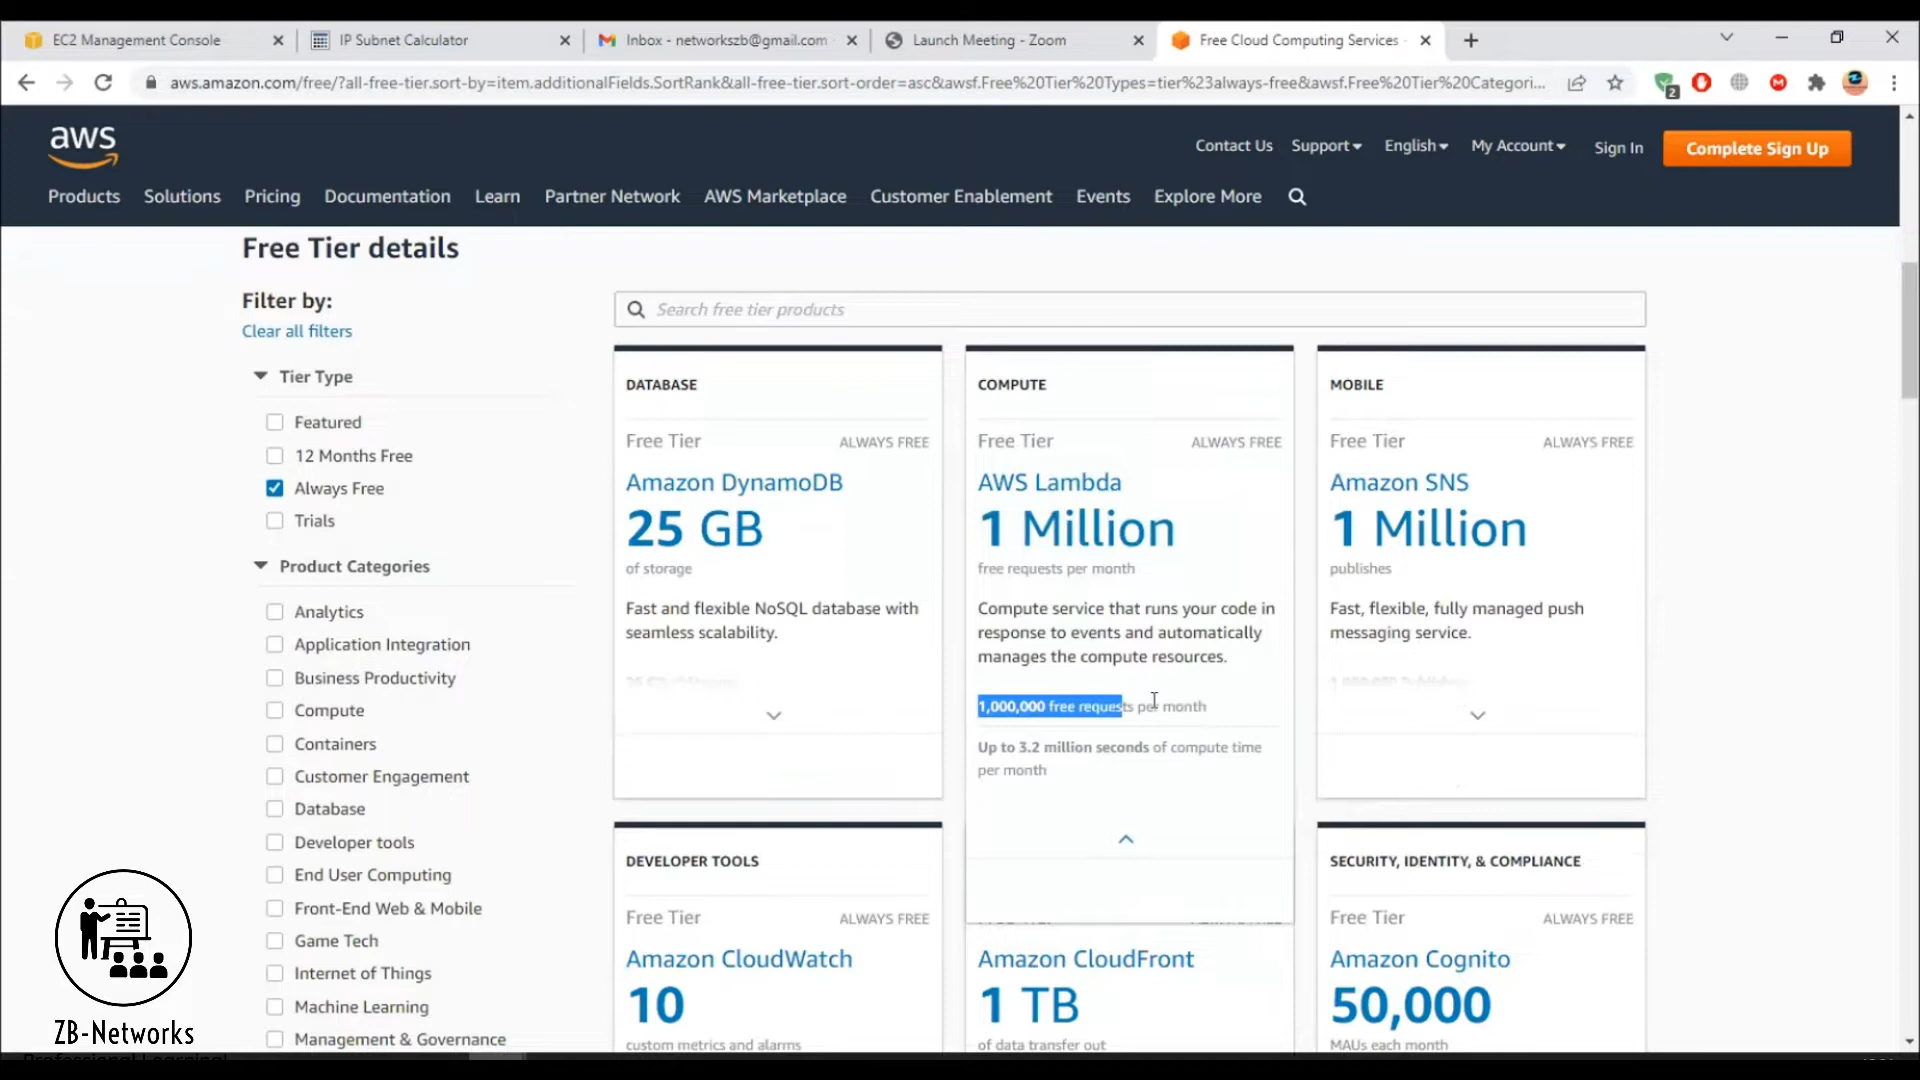 EC2 Management Console
IP Subnet Calculator
Inbox - networkszb@gmail.com
Launch Meeting - Zoom
Free Cloud Computing Services
aws.amazon.com/free/?all-free-tier.sort-by=item.additionalFields.SortRank&all-free-tier.sort-order=asc&awsf.Free%20Tier%20Types=tier%23always-free&awsf.Free%20Tier%20Categori...
2
aws
Contact Us
Support
English
My Account
Sign In
Complete Sign Up
Products
Solutions
Pricing
Documentation
Learn
Partner Network
AWS Marketplace
Customer Enablement
Events
Explore More
Free Tier details
Filter by:
Clear all filters
Tier Type
Featured
12 Months Free
Always Free
Trials
Product Categories
Analytics
Application Integration
Business Productivity
Compute
Containers
Customer Engagement
Database
Developer tools
End User Computing
Front-End Web & Mobile
Game Tech
Internet of Things
Machine Learning
Management & Governance
Search free tier products
DATABASE
Free Tier ALWAYS FREE
Amazon DynamoDB
25 GB
of storage
Fast and flexible NoSQL database with
seamless scalability.
COMPUTE
Free Tier ALWAYS FREE
AWS Lambda
1 Million
free requests per month
Compute service that runs your code in
response to events and automatically
manages the compute resources.
1,000,000 free requests per month
Up to 3.2 million seconds of compute time
per month
MOBILE
Free Tier ALWAYS FREE
Amazon SNS
1 Million
publishes
Fast, flexible, fully managed push
messaging service.
DEVELOPER TOOLS
Free Tier ALWAYS FREE
Amazon CloudWatch
10
custom metrics and alarms
Amazon CloudFront
1 TB
of data transfer out
SECURITY, IDENTITY, & COMPLIANCE
Free Tier ALWAYS FREE
Amazon Cognito
50,000
MAUs each month
ZB-Networks